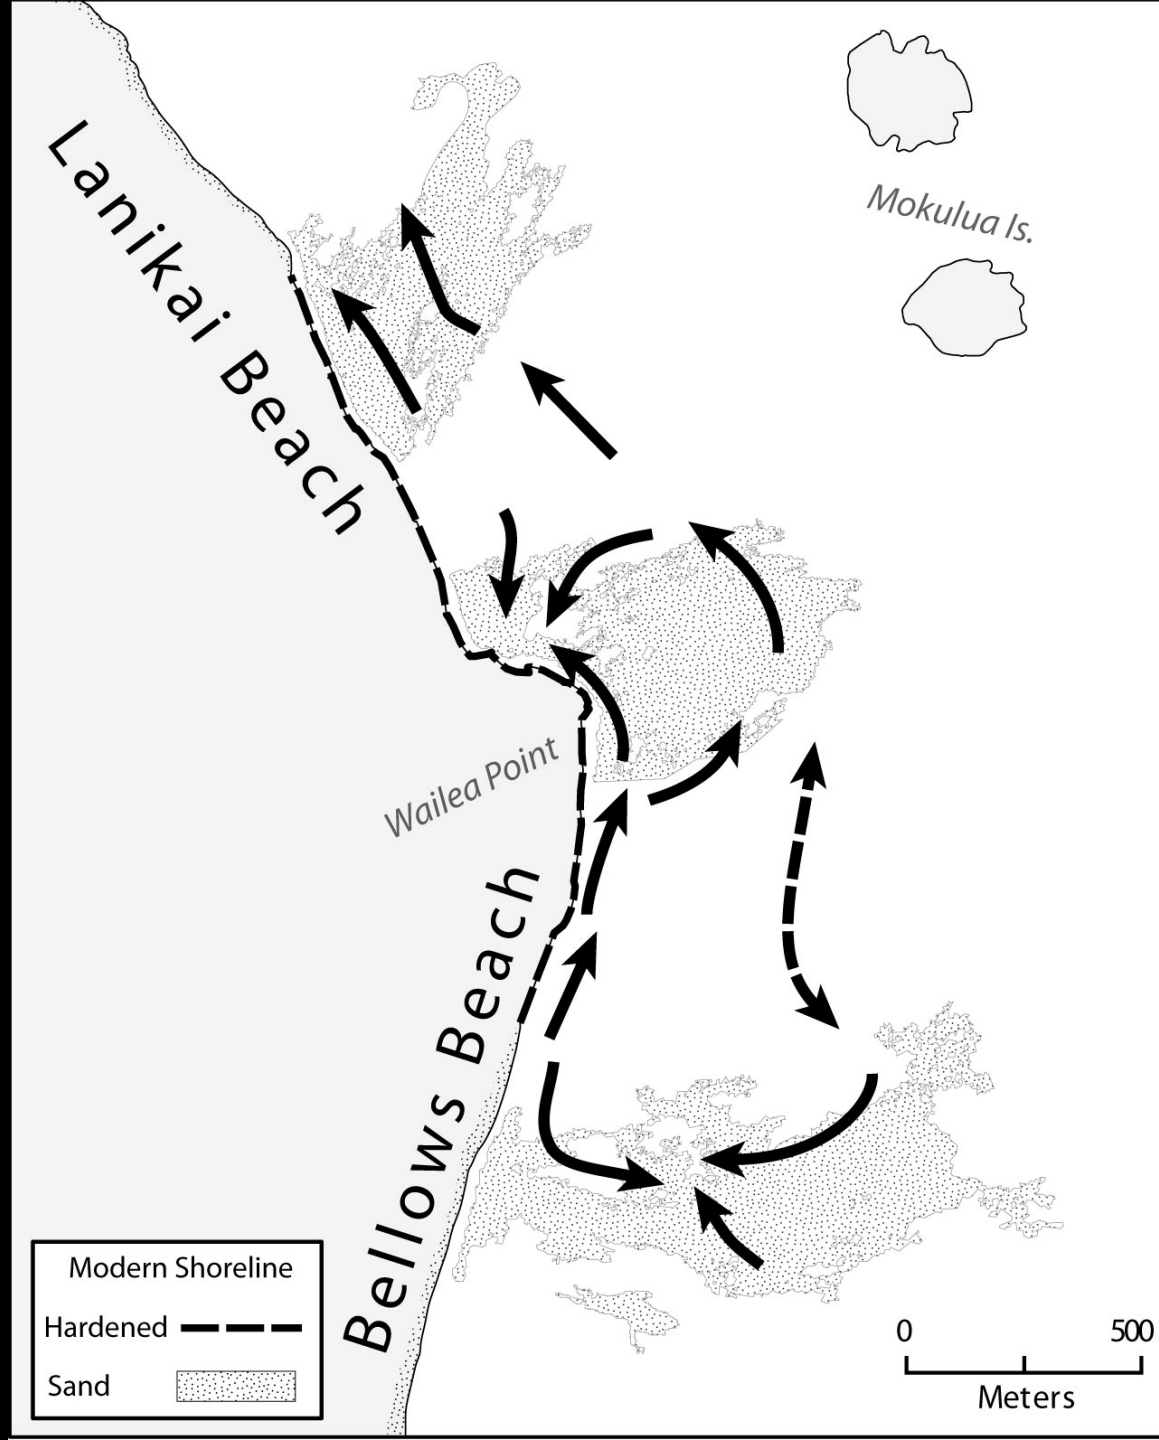 Lanikai Beach
Mokulua Is.
Wailea Point
Bellows Beach
Modern Shoreline
Hardened
Sand
0 500
Meters